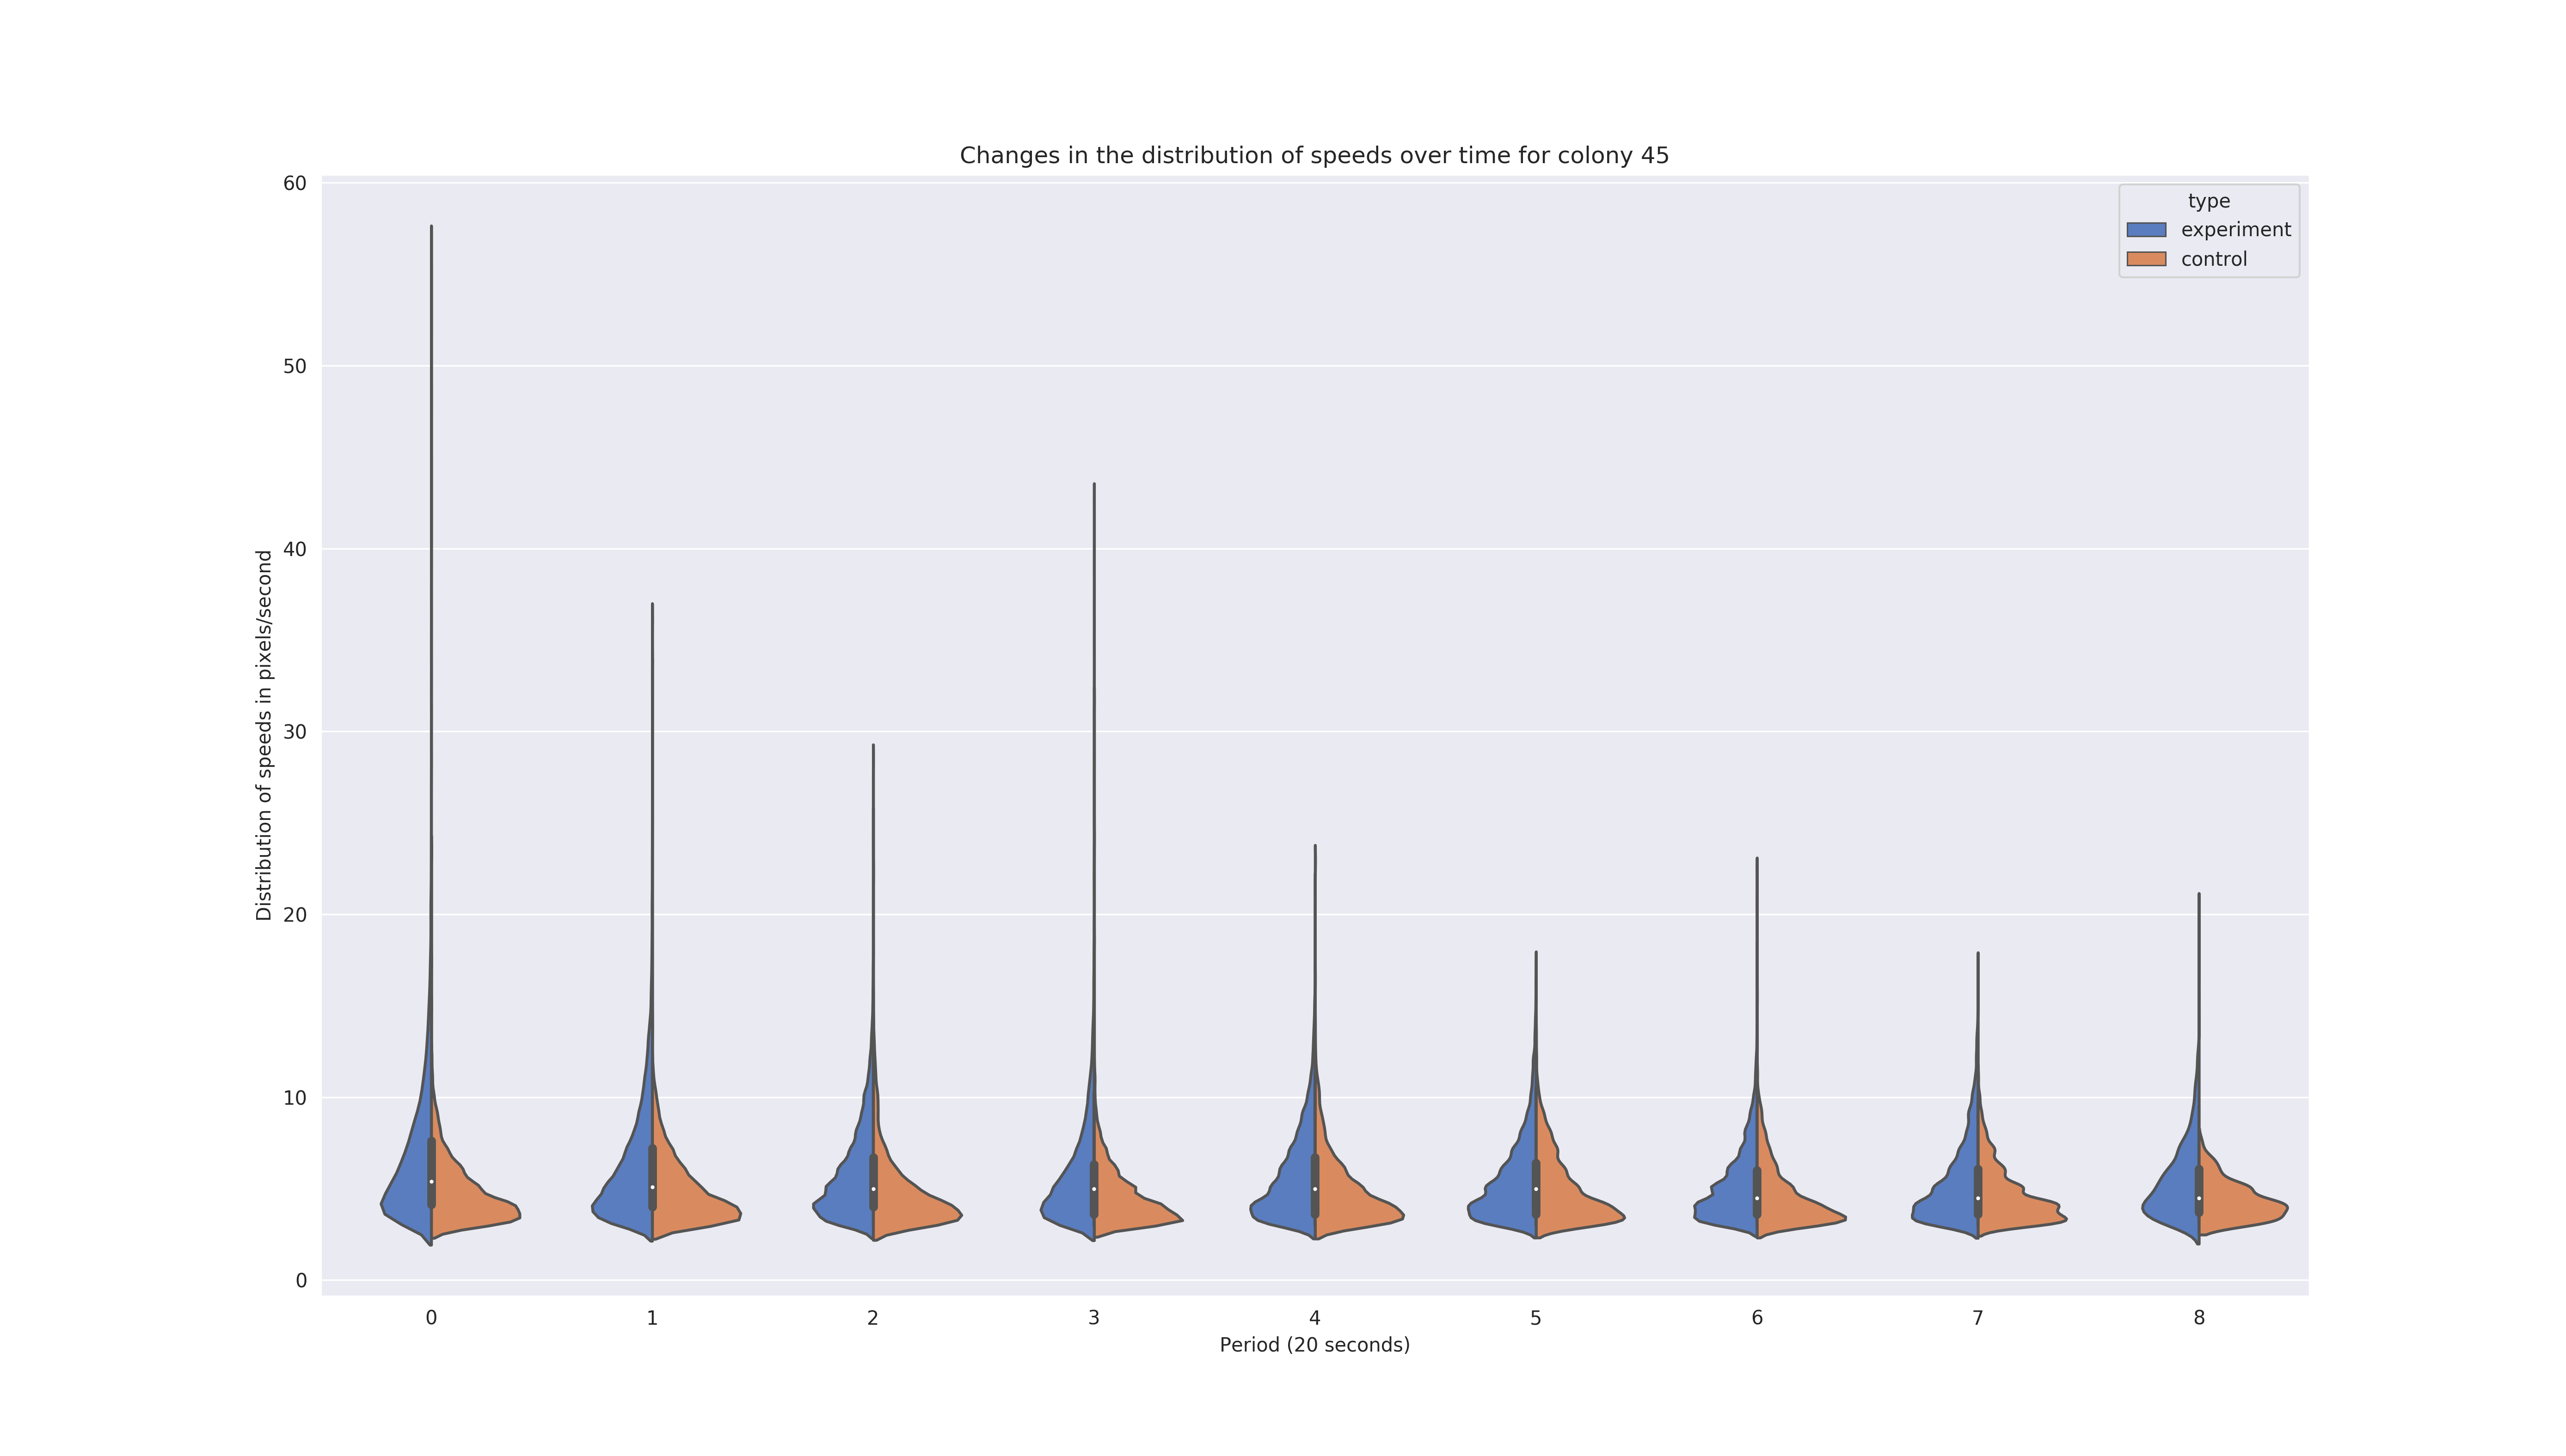 Changes in the distribution of speeds over time for colony 45
type
experiment
control
Distribution of speeds in pixels/second
60
50
40
30
20
10
0
0 1 2 3 4 5 6 7 8
Period (20 seconds)